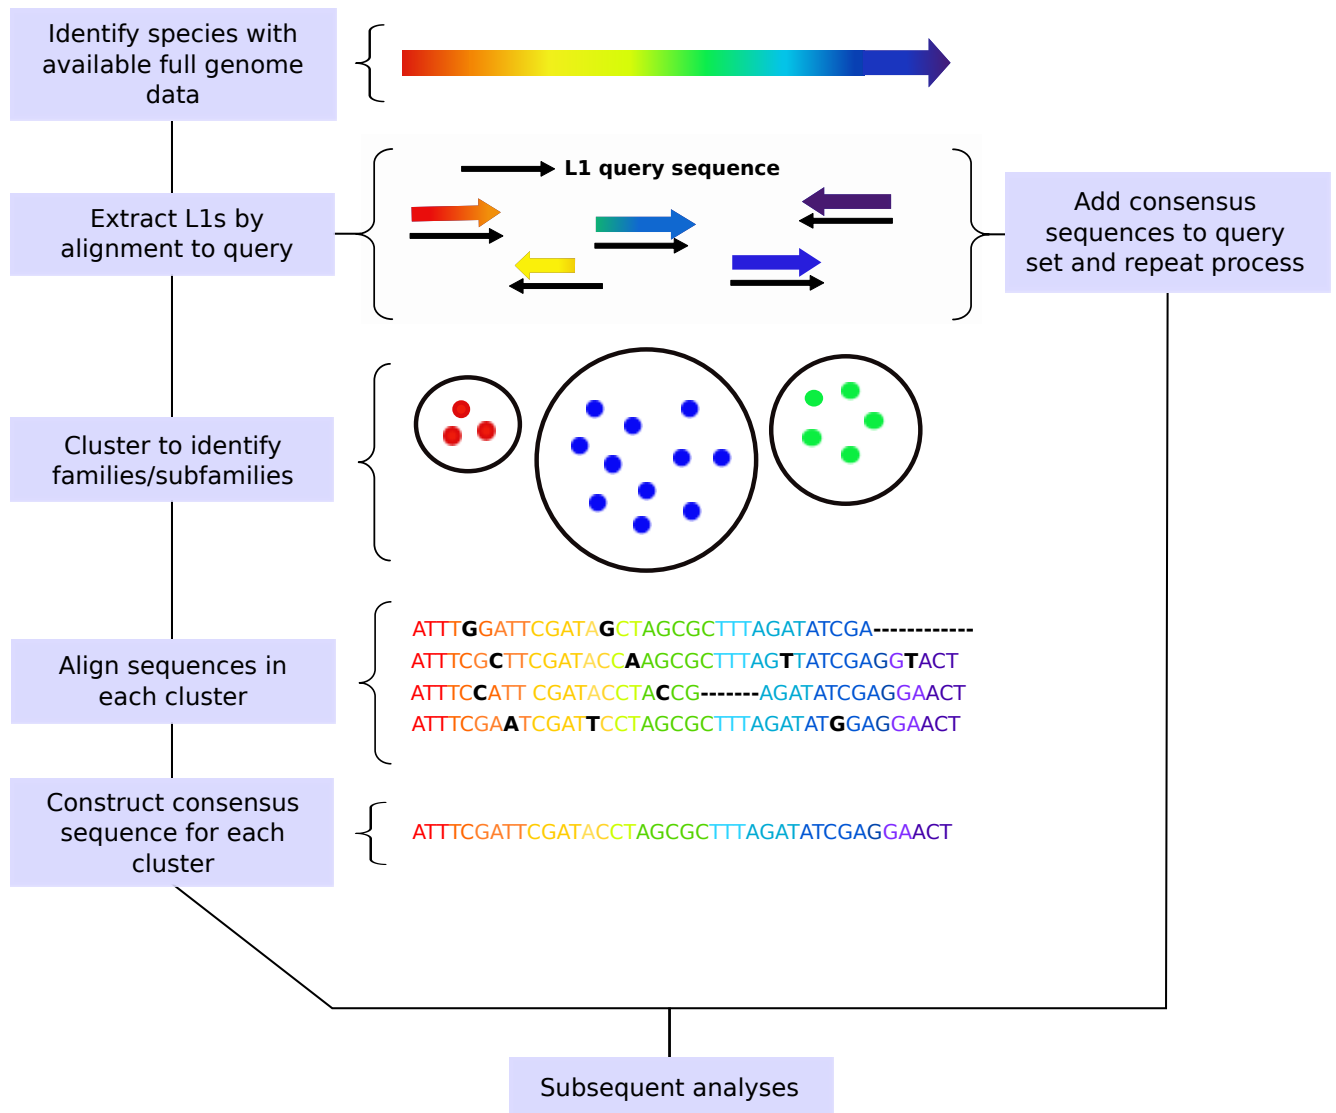 Identify species with
available full genome
data
L1 query sequence
Extract L1s by
alignment to query
Add consensus
sequences to query
set and repeat process
Cluster to identify
families/subfamilies
Align sequences in
each cluster
ATTTGGATTCGATAGCTAGCGCTTTAGATATCGA------------
ATTTCGCTTCGATACCAAGCGCTTTAGTTATCGAGGTACT
ATTTCCATT CGATACCTACCG-------AGATATCGAGGAACT
ATTTCGAATCGATTCCTAGCGCTTTAGATATGGAGGAACT
Construct consensus
sequence for each
cluster
ATTTCGATTCGATACCTAGCGCTTTAGATATCGAGGAACT
Subsequent analyses